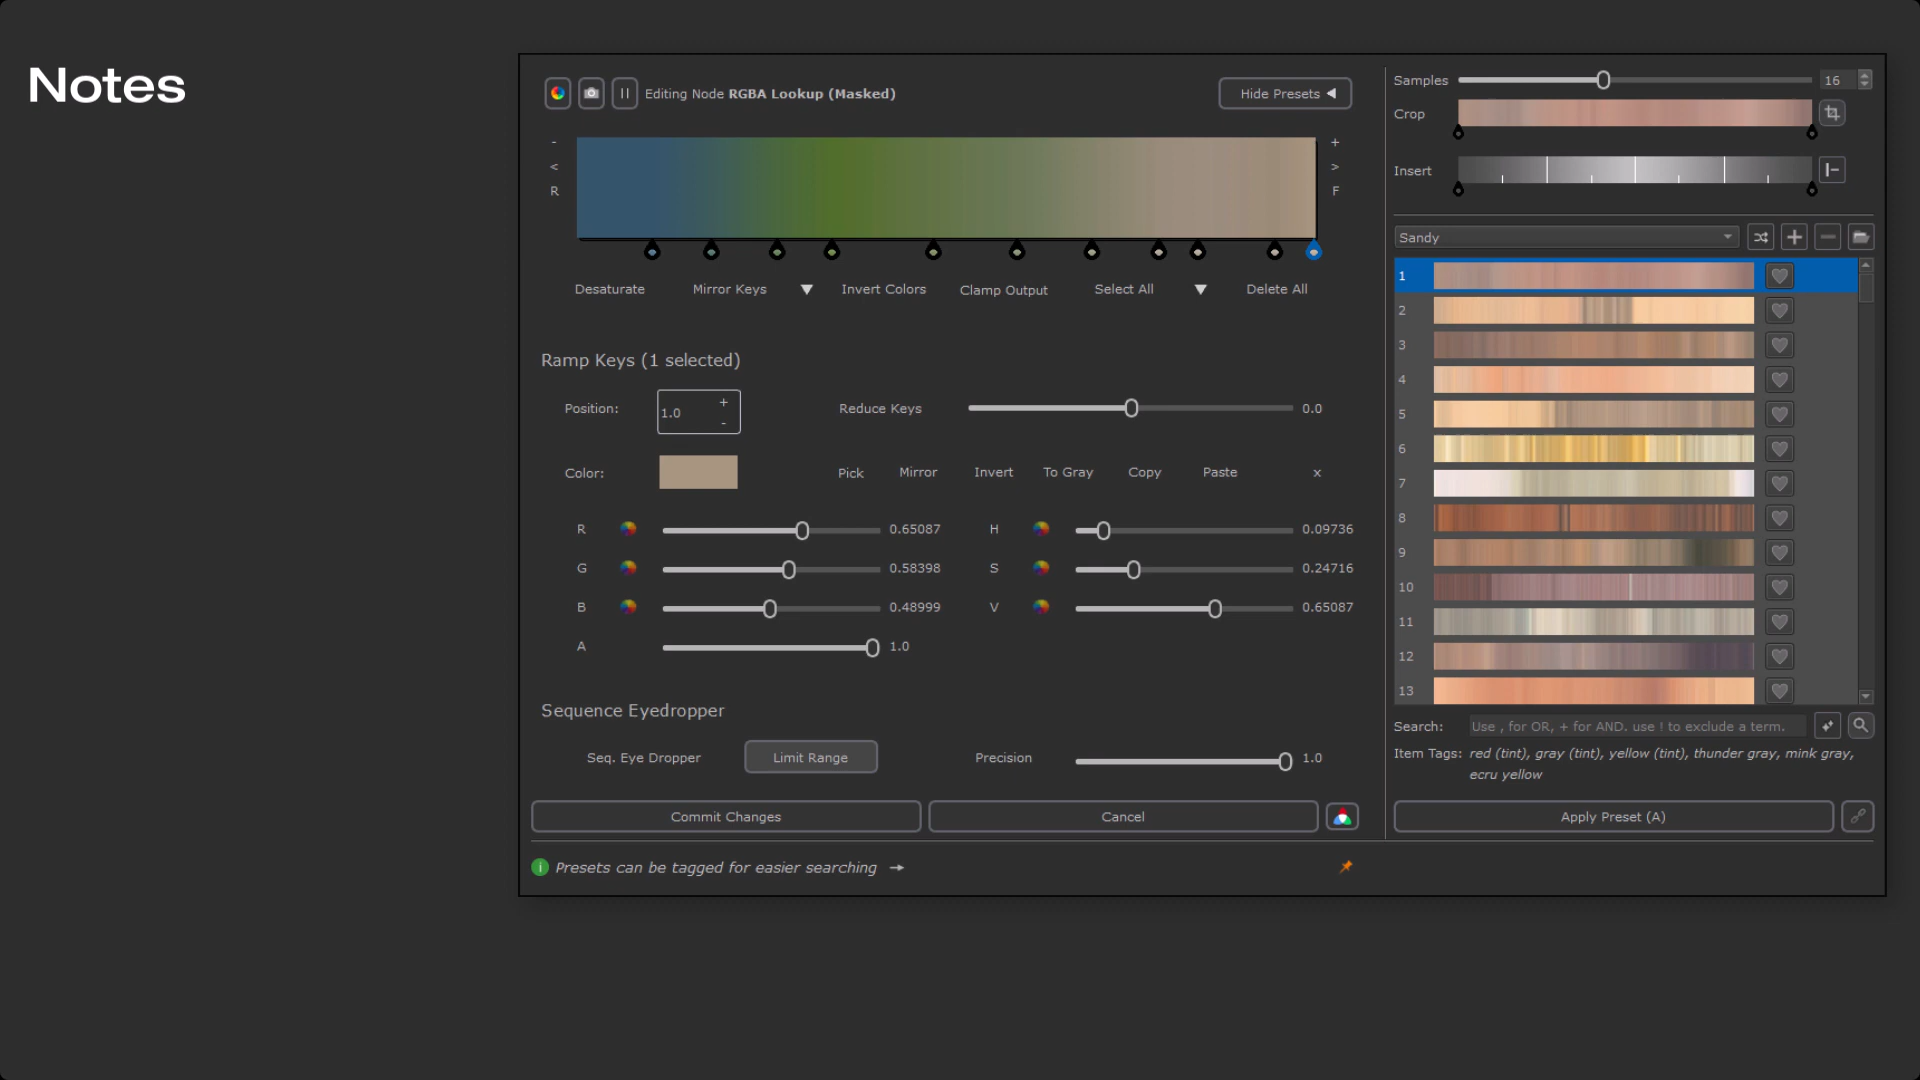 Notes
Editing Node RGBA Lookup (Masked)
Hide Presets
- +
< >
R F
Desaturate Mirror Keys Invert Colors Clamp Output Select All Delete All
Ramp Keys (1 selected)
Position: 1.0 + - Reduce Keys 0.0
Color: Pick Mirror Invert To Gray Copy Paste x
R 0.65087 H 0.09736
G 0.58398 S 0.24716
B 0.48999 V 0.65087
A 1.0
Sequence Eyedropper
Seq. Eye Dropper Limit Range Precision 1.0
Commit Changes Cancel
i Presets can be tagged for easier searching →
Samples 16
Crop
Insert
Sandy
1
2
3
4
5
6
7
8
9
10
11
12
13
Search: Use , for OR, + for AND. use ! to exclude a term.
Item Tags: red (tint), gray (tint), yellow (tint), thunder gray, mink gray,
ecru yellow
Apply Preset (A)